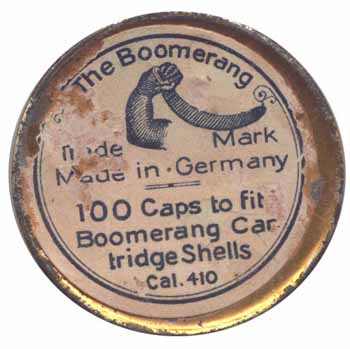 The Boomerang
Trade Mark
Made in · Germany
100 Caps to fit
Boomerang Car
tridge Shells
Cal. 410